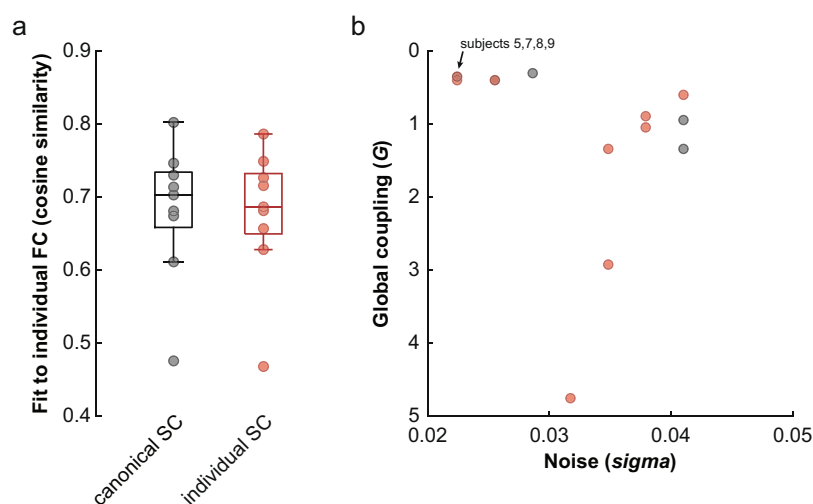 a
Fit to individual FC (cosine similarity)
0.9
0.8
0.7
0.6
0.5
0.4
canonical SC
individual SC
b
subjects 5,7,8,9
Global coupling (G)
0
1
2
3
4
5
0.02
0.03
0.04
0.05
Noise (sigma)